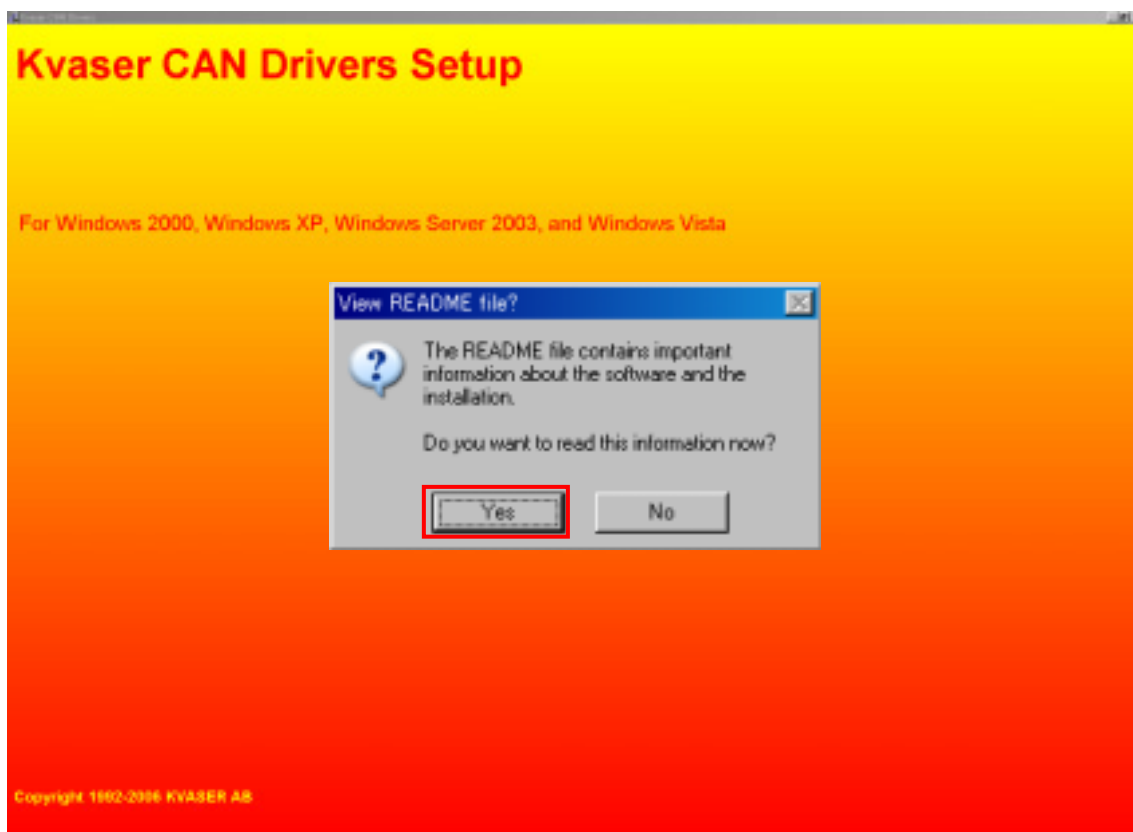 Kvaser CAN Drivers Setup
For Windows 2000, Windows XP, Windows Server 2003, and Windows Vista
View README file?
The README file contains important
information about the software and the
installation.
Do you want to read this information now?
Yes
No
Copyright 1992-2006 KVASER AB